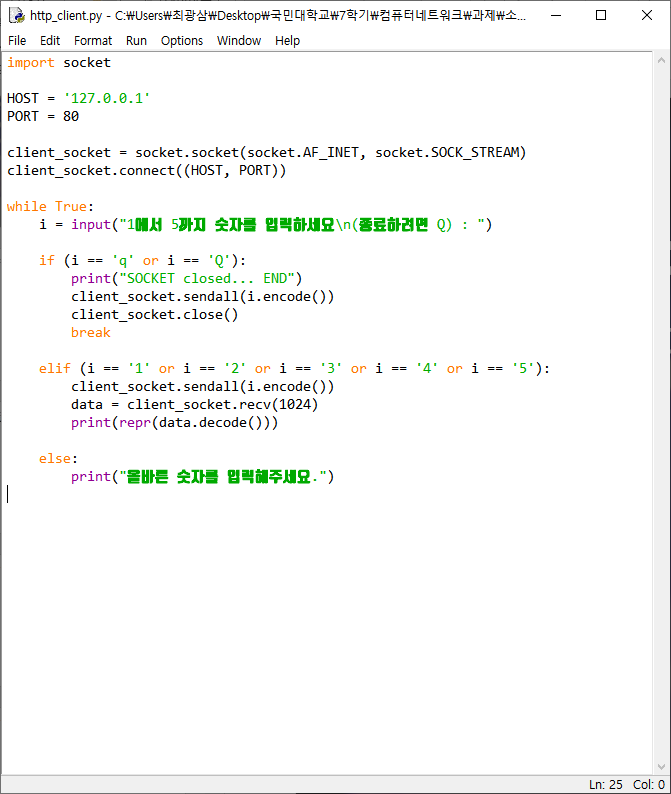 http_client.py - C:₩Users₩최광삼₩Desktop₩국민대학교₩7학기₩컴퓨터네트워크₩과제₩소...
File Edit Format Run Options Window Help
import socket
HOST = '127.0.0.1'
PORT = 80
client_socket = socket.socket(socket.AF_INET, socket.SOCK_STREAM)
client_socket.connect((HOST, PORT))
while True:
    i = input("1에서 5까지 숫자를 입력하세요\n(종료하려면 Q) : ")
    if (i == 'q' or i == 'Q'):
        print("SOCKET closed... END")
        client_socket.sendall(i.encode())
        client_socket.close()
        break
    elif (i == '1' or i == '2' or i == '3' or i == '4' or i == '5'):
        client_socket.sendall(i.encode())
        data = client_socket.recv(1024)
        print(repr(data.decode()))
    else:
        print("올바른 숫자를 입력해주세요.")
Ln: 25 Col: 0